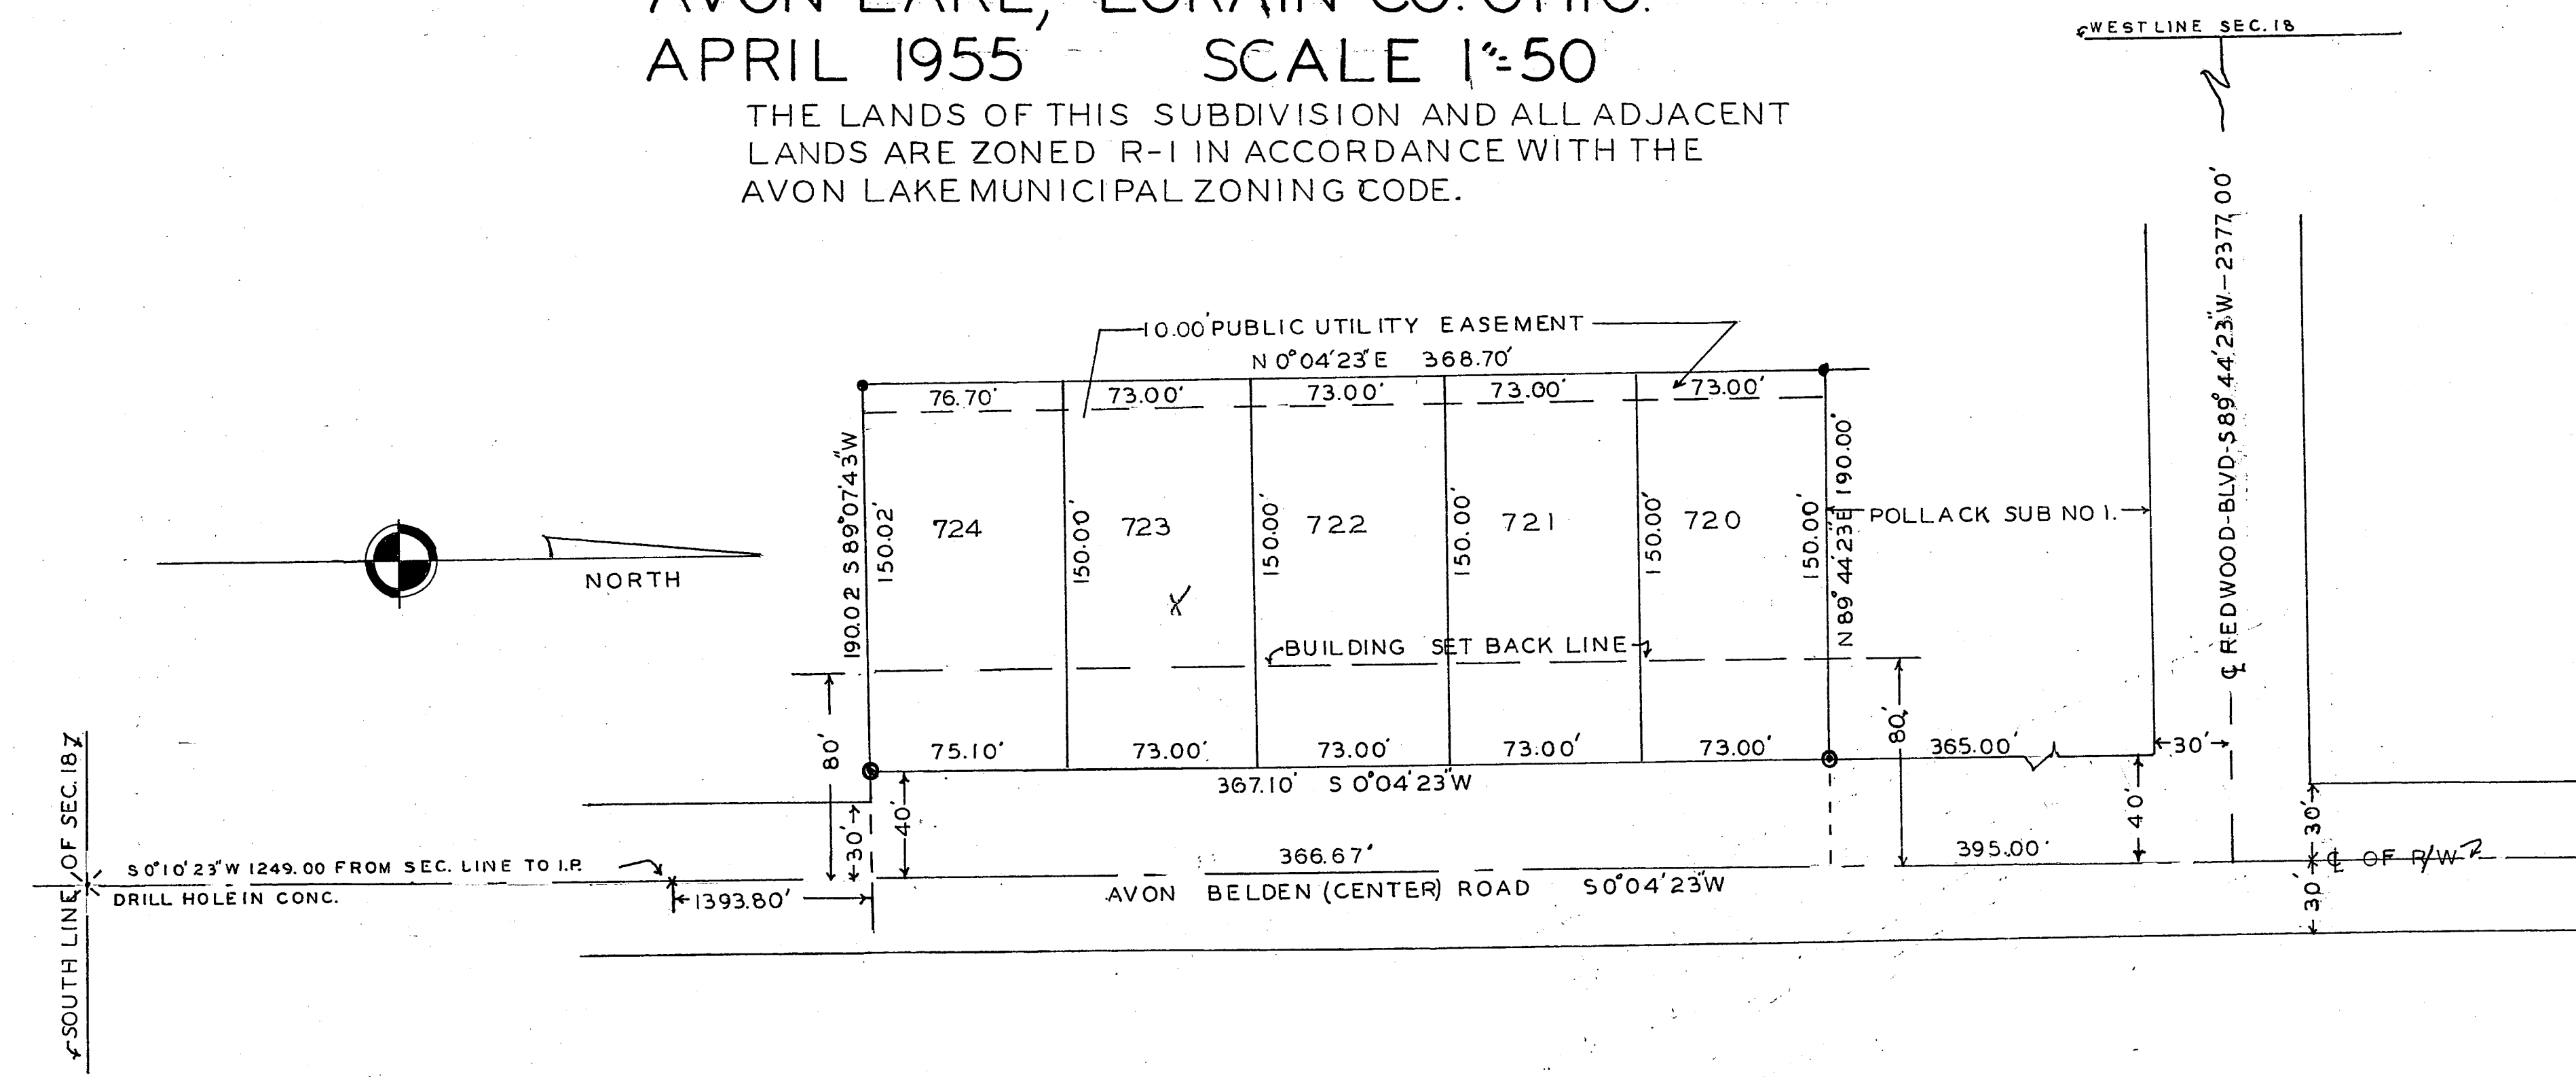 AVON LAKE, LORAIN CO. OHIO.
APRIL 1955 SCALE 1"=50
THE LANDS OF THIS SUBDIVISION AND ALL ADJACENT
LANDS ARE ZONED R-1 IN ACCORDANCE WITH THE
AVON LAKE MUNICIPAL ZONING CODE.
WEST LINE SEC. 18
℄ REDWOOD-BLVD-S89°44'23"W-2377.00'
10.00' PUBLIC UTILITY EASEMENT
N 0°04'23"E 368.70'
76.70' 73.00' 73.00' 73.00' 73.00'
190.02 S 89°07'43"W
150.02' 150.00' 150.00' 150.00' 150.00' 150.00'
N 89°44'23"E 190.00'
724 723 722 721 720
POLLACK SUB NO 1.
NORTH
X
BUILDING SET BACK LINE
80' 80'
75.10' 73.00' 73.00' 73.00' 73.00' 365.00' 30'
367.10' S 0°04'23"W
30' 40' 40' 30'
SOUTH LINE OF SEC. 18
S 0°10'23"W 1249.00 FROM SEC. LINE TO I.P.
DRILL HOLE IN CONC.
1393.80'
366.67' 395.00'
℄ OF R/W
AVON BELDEN (CENTER) ROAD S 0°04'23"W
30'